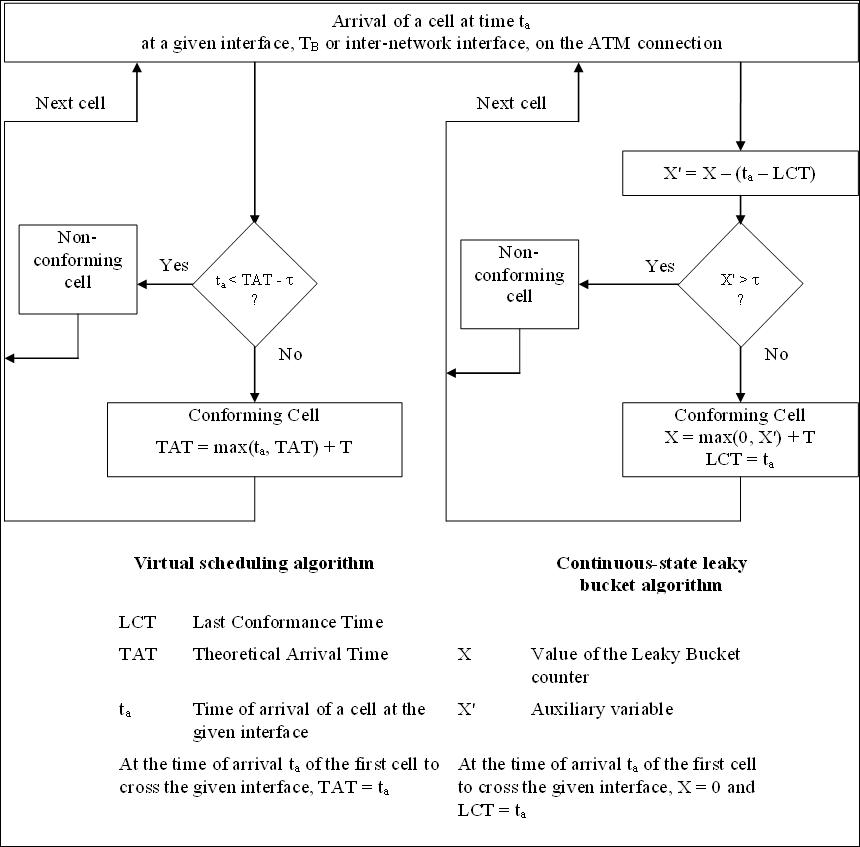 Arrival of a cell at time ta
at a given interface, TB or inter-network interface, on the ATM connection
Next cell
Non-
conforming
cell
Yes
ta < TAT - τ
?
No
Conforming Cell
TAT = max(ta, TAT) + T
Next cell
X' = X – (ta – LCT)
Non-
conforming
cell
Yes
X' > τ
?
No
Conforming Cell
X = max(0, X') + T
LCT = ta
Virtual scheduling algorithm
Continuous-state leaky
bucket algorithm
LCT Last Conformance Time
TAT Theoretical Arrival Time
X Value of the Leaky Bucket
counter
ta Time of arrival of a cell at the
given interface
X' Auxiliary variable
At the time of arrival ta of the first cell to
cross the given interface, TAT = ta
At the time of arrival ta of the first cell
to cross the given interface, X = 0 and
LCT = ta